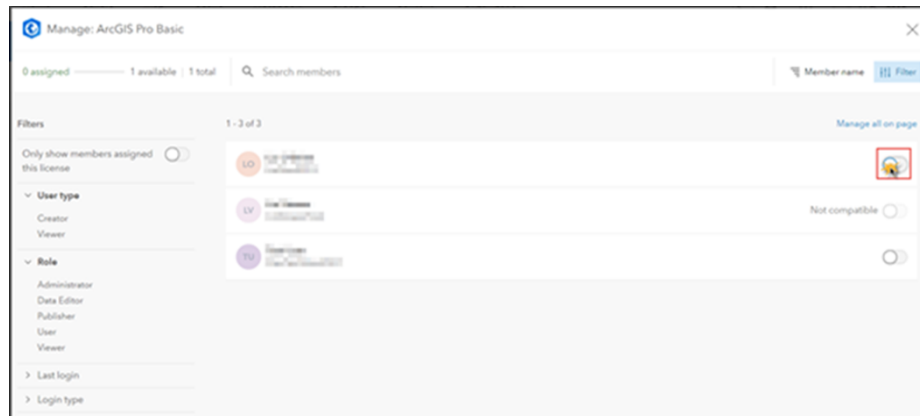 Manage: ArcGIS Pro Basic
0 assigned 1 available | 1 total
Search members
Member name
Filter
Filters
1 - 3 of 3
Manage all on page
Only show members assigned
this license
User type
Creator
Viewer
Role
Administrator
Data Editor
Publisher
User
Viewer
Last login
Login type
LO
LV
Not compatible
TU